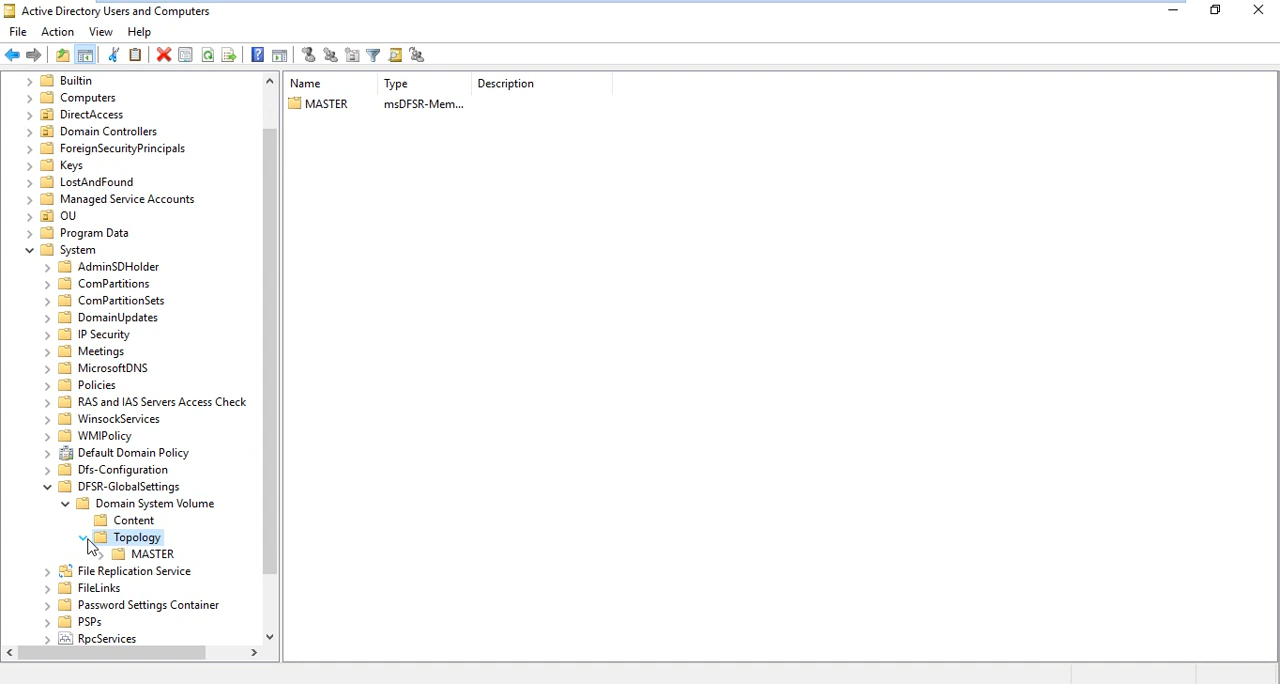 Active Directory Users and Computers
File Action View Help
Builtin
Computers
DirectAccess
Domain Controllers
ForeignSecurityPrincipals
Keys
LostAndFound
Managed Service Accounts
OU
Program Data
System
AdminSDHolder
ComPartitions
ComPartitionSets
DomainUpdates
IP Security
Meetings
MicrosoftDNS
Policies
RAS and IAS Servers Access Check
WinsockServices
WMIPolicy
Default Domain Policy
Dfs-Configuration
DFSR-GlobalSettings
Domain System Volume
Content
Topology
MASTER
File Replication Service
FileLinks
Password Settings Container
PSPs
RpcServices
Name Type Description
MASTER msDFSR-Mem...